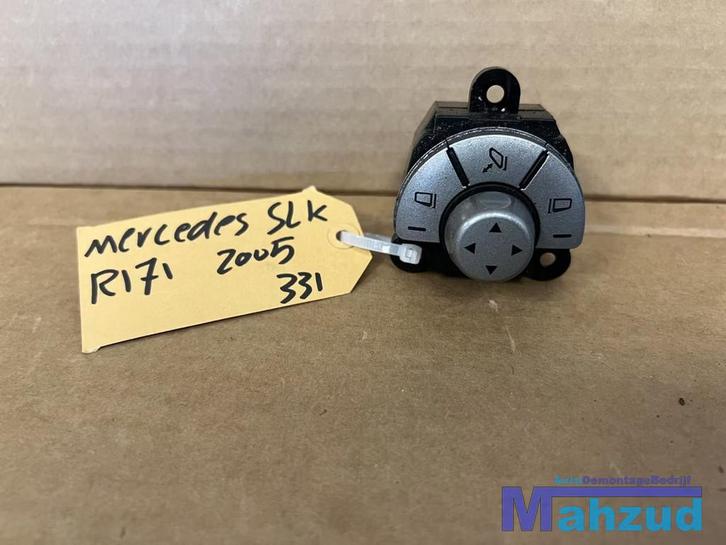 Mercedes SLK
R171 2005
331
AutoDemontageBedrijf
Mahzud